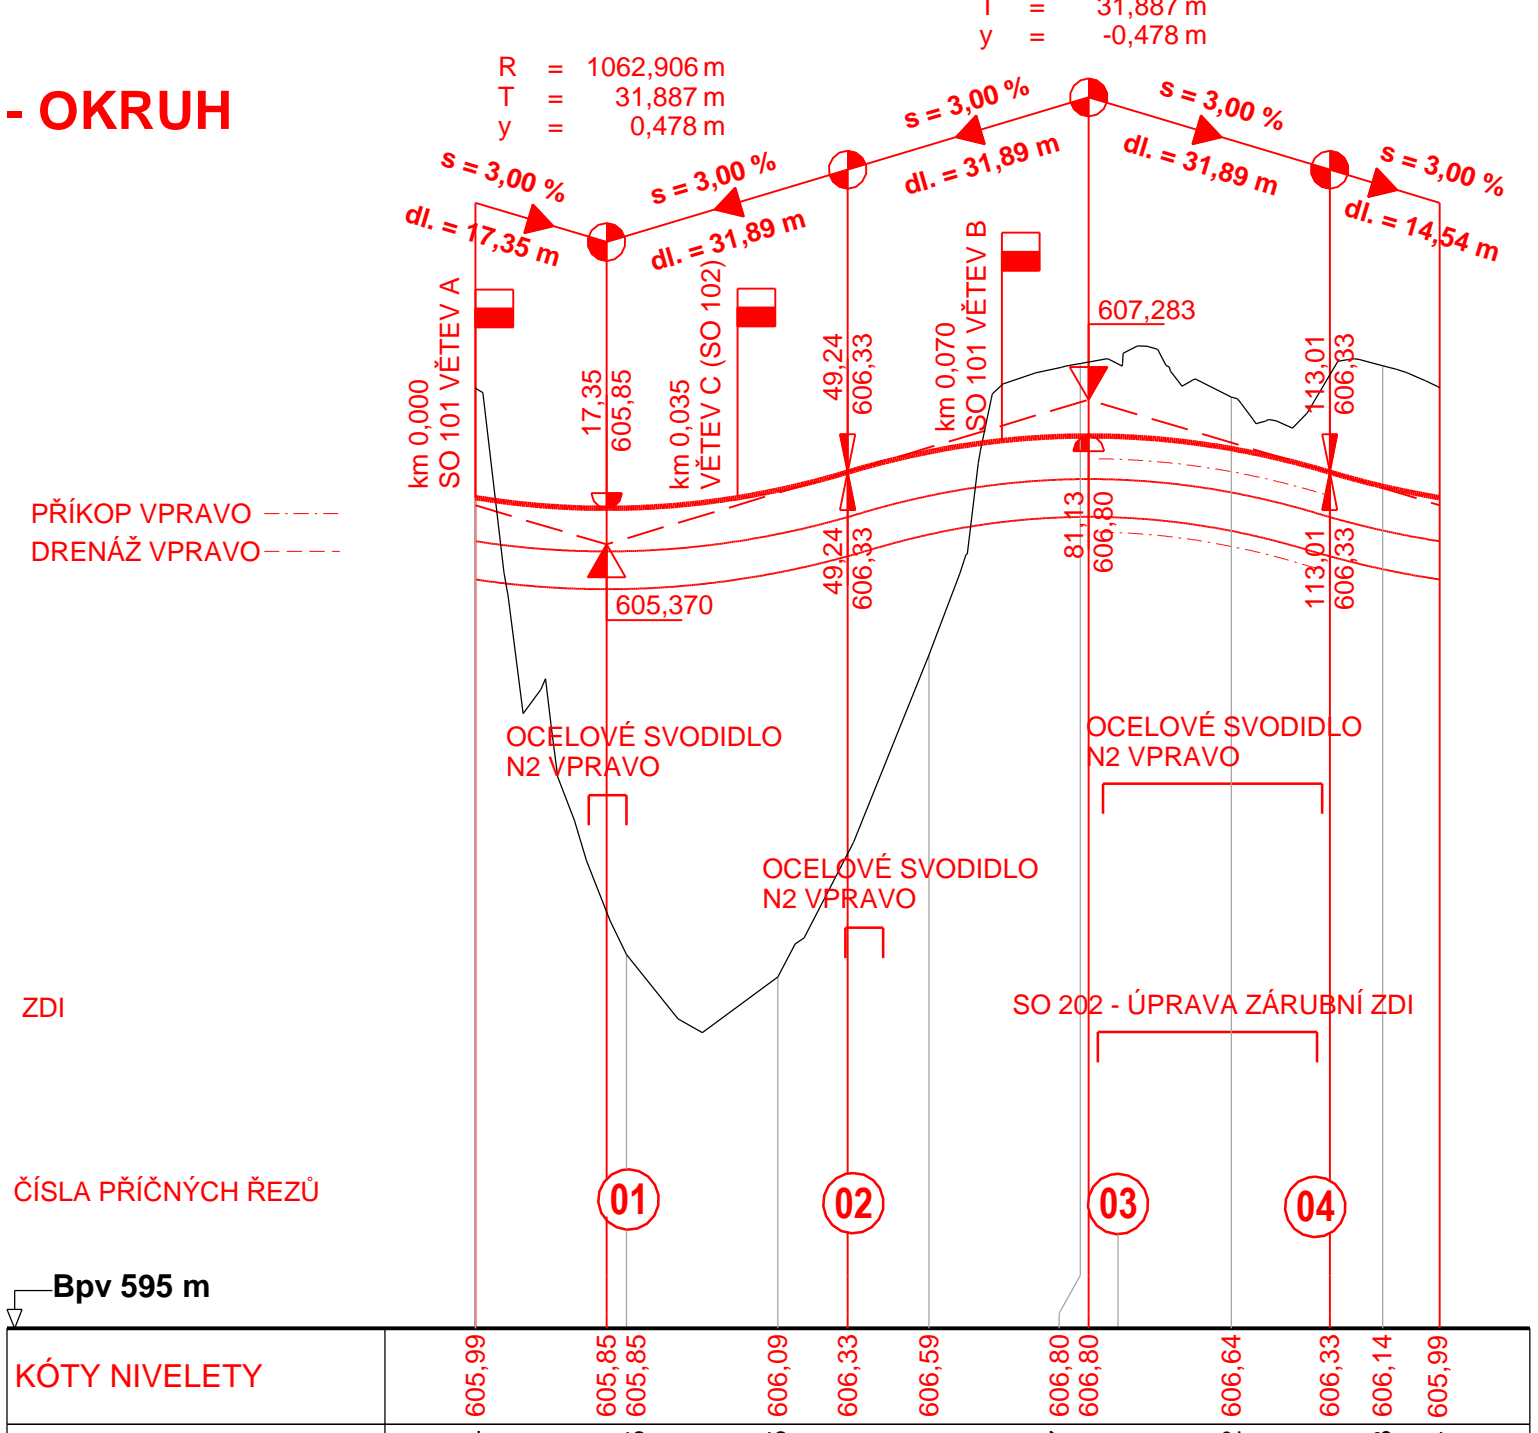 T = 31,887 m
y = -0,478 m
R = 1062,906 m
T = 31,887 m
y = 0,478 m
- OKRUH
s = 3,00 %
dl. = 17,35 m
s = 3,00 %
dl. = 31,89 m
s = 3,00 %
dl. = 31,89 m
s = 3,00 %
dl. = 31,89 m
s = 3,00 %
dl. = 14,54 m
km 0,000
SO 101 VĚTEV A
17,35
605,85
km 0,035
VĚTEV C (SO 102)
49,24
606,33
km 0,070
SO 101 VĚTEV B
607,283
113,01
606,33
PŘÍKOP VPRAVO
DRENÁŽ VPRAVO
49,24
606,33
81,13
606,80
113,01
606,33
605,370
OCELOVÉ SVODIDLO
N2 VPRAVO
OCELOVÉ SVODIDLO
N2 VPRAVO
OCELOVÉ SVODIDLO
N2 VPRAVO
ZDI
SO 202 - ÚPRAVA ZÁRUBNÍ ZDI
ČÍSLA PŘÍČNÝCH ŘEZŮ
01
02
03
04
Bpv 595 m
KÓTY NIVELETY
605,99
605,85
605,85
606,09
606,33
606,59
606,80
606,80
606,64
606,33
606,14
605,99